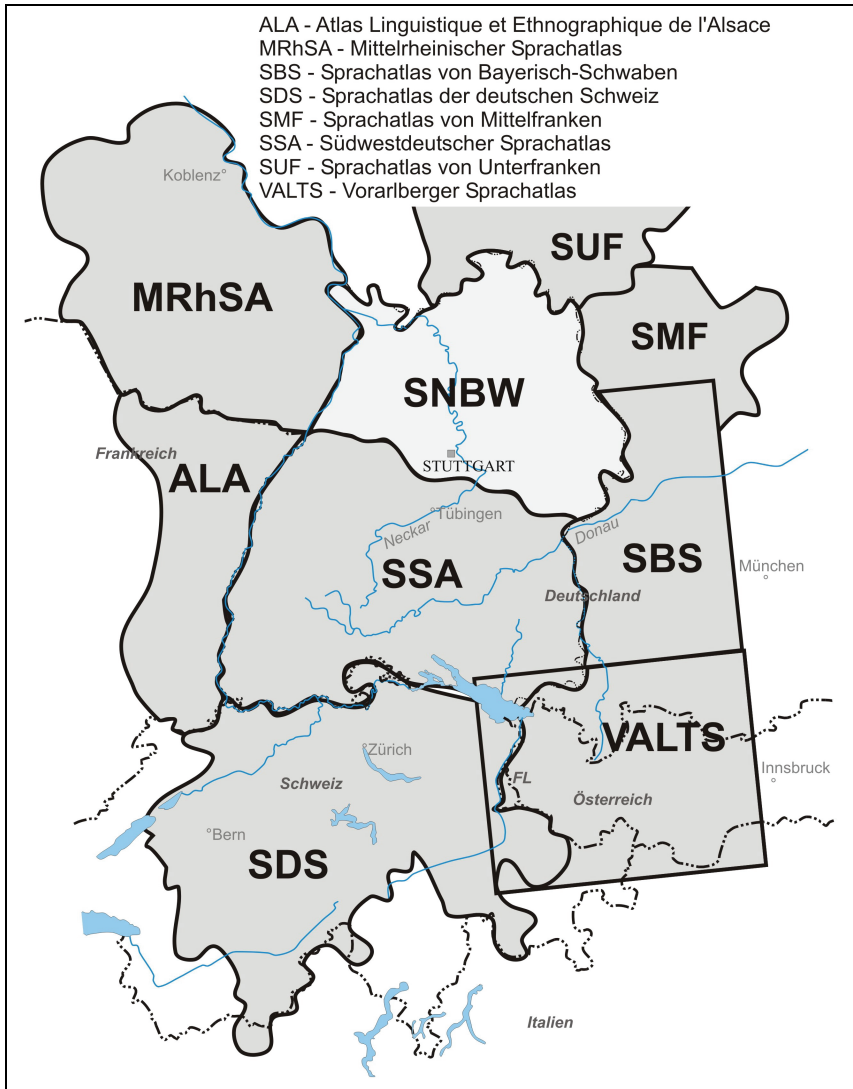 ALA - Atlas Linguistique et Ethnographique de l'Alsace
MRhSA - Mittelrheinischer Sprachatlas
SBS - Sprachatlas von Bayerisch-Schwaben
SDS - Sprachatlas der deutschen Schweiz
SMF - Sprachatlas von Mittelfranken
SSA - Südwestdeutscher Sprachatlas
SUF - Sprachatlas von Unterfranken
VALTS - Vorarlberger Sprachatlas
Koblenz
SUF
MRhSA
SMF
SNBW
Frankreich
STUTTGART
ALA
Tübingen
Neckar
Donau
SBS
München
SSA
Deutschland
VALTS
Zürich
Schweiz
FL
Innsbruck
Österreich
Bern
SDS
Italien